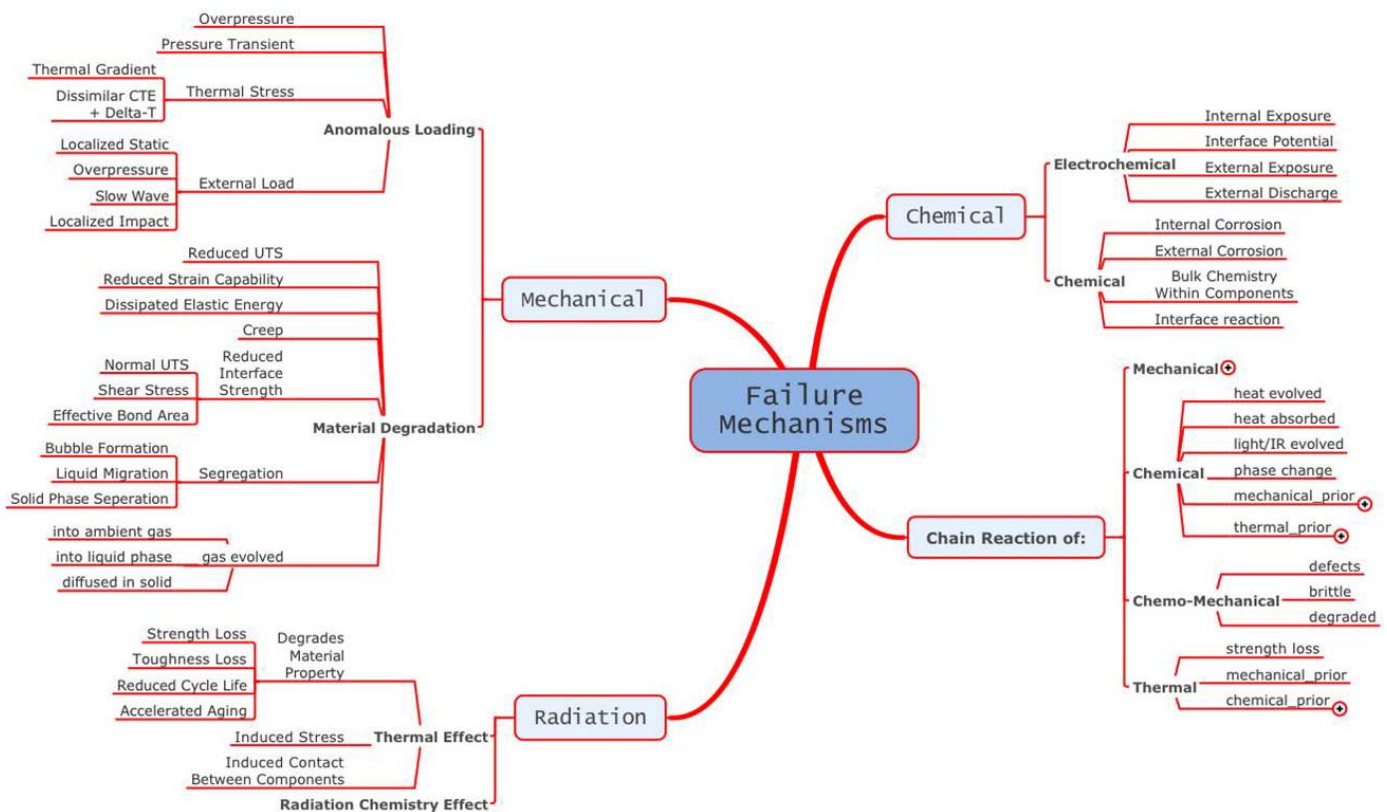 Failure
Mechanisms
Mechanical
Anomalous Loading
Overpressure
Pressure Transient
Thermal Stress
Thermal Gradient
Dissimilar CTE
+ Delta-T
External Load
Localized Static
Overpressure
Slow Wave
Localized Impact
Material Degradation
Reduced UTS
Reduced Strain Capability
Dissipated Elastic Energy
Creep
Reduced
Interface
Strength
Normal UTS
Shear Stress
Effective Bond Area
Segregation
Bubble Formation
Liquid Migration
Solid Phase Seperation
gas evolved
into ambient gas
into liquid phase
diffused in solid
Radiation
Thermal Effect
Degrades
Material
Property
Strength Loss
Toughness Loss
Reduced Cycle Life
Accelerated Aging
Induced Stress
Induced Contact
Between Components
Radiation Chemistry Effect
Chemical
Electrochemical
Internal Exposure
Interface Potential
External Exposure
External Discharge
Chemical
Internal Corrosion
External Corrosion
Bulk Chemistry
Within Components
Interface reaction
Chain Reaction of:
Mechanical
Chemical
heat evolved
heat absorbed
light/IR evolved
phase change
mechanical_prior
thermal_prior
Chemo-Mechanical
defects
brittle
degraded
Thermal
strength loss
mechanical_prior
chemical_prior